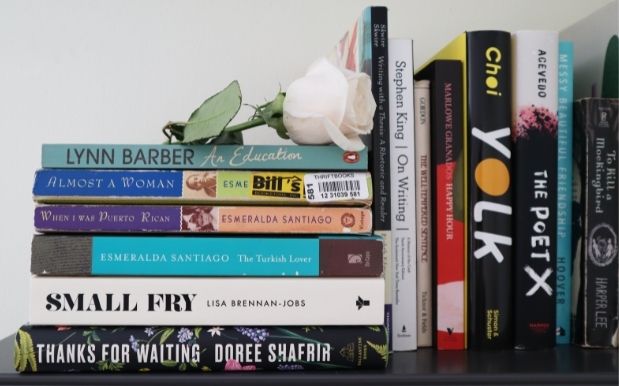 LYNN BARBER An Education
ALMOST A WOMAN ESME
Bill's
THRIFTBOOKS
581
12 31039 581
WHEN I WAS PUERTO RICAN ESMERALDA SANTIAGO
ESMERALDA SANTIAGO The Turkish Lover
SMALL FRY LISA BRENNAN-JOBS
THANKS FOR WAITING DOREE SHAFRIR
Skwire Skwire Writing with a Thesis: A Rhetoric and Reader
Stephen King On Writing
GORDON THE WELL-TEMPERED SENTENCE
MARLOWE GRANADOS HAPPY HOUR
Choi YOLK Simon & Schuster
ACEVEDO THE POET X
MESSY BEAUTIFUL FRIENDSHIP HOOVER
To Kill a Mockingbird HARPER LEE